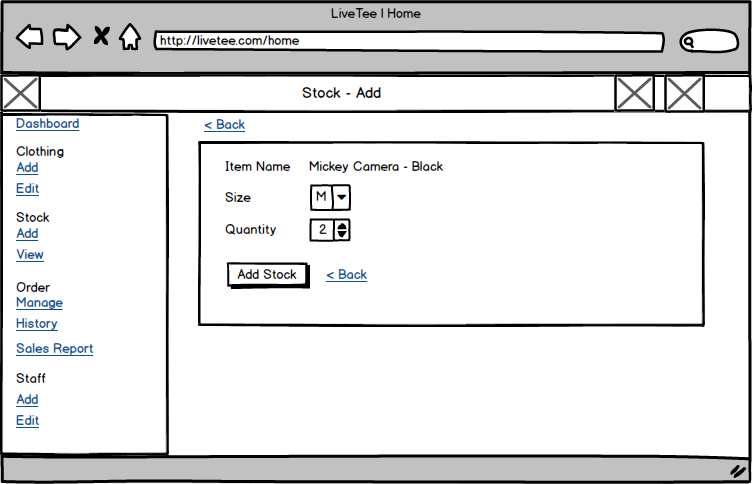 LiveTee | Home
http://livetee.com/home
Stock - Add
Dashboard
Clothing
Add
Edit
Stock
Add
View
Order
Manage
History
Sales Report
Staff
Add
Edit
< Back
Item Name Mickey Camera - Black
Size M
Quantity 2
Add Stock < Back